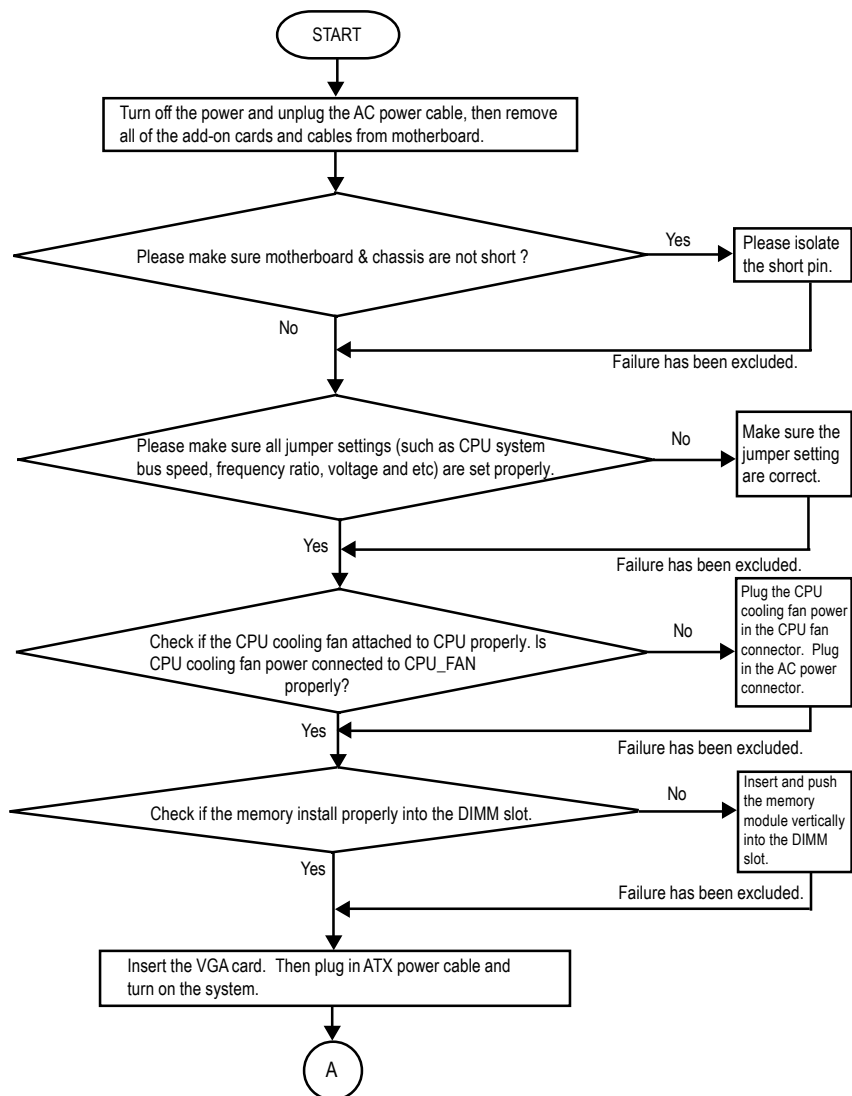 START
Turn off the power and unplug the AC power cable, then remove
all of the add-on cards and cables from motherboard.
Please make sure motherboard & chassis are not short ?
Yes
Please isolate
the short pin.
No
Failure has been excluded.
Please make sure all jumper settings (such as CPU system
bus speed, frequency ratio, voltage and etc) are set properly.
No
Make sure the
jumper setting
are correct.
Yes
Failure has been excluded.
Check if the CPU cooling fan attached to CPU properly. Is
CPU cooling fan power connected to CPU_FAN
properly?
No
Plug the CPU
cooling fan power
in the CPU fan
connector. Plug
in the AC power
connector.
Yes
Failure has been excluded.
Check if the memory install properly into the DIMM slot.
No
Insert and push
the memory
module vertically
into the DIMM
slot.
Yes
Failure has been excluded.
Insert the VGA card. Then plug in ATX power cable and
turn on the system.
A